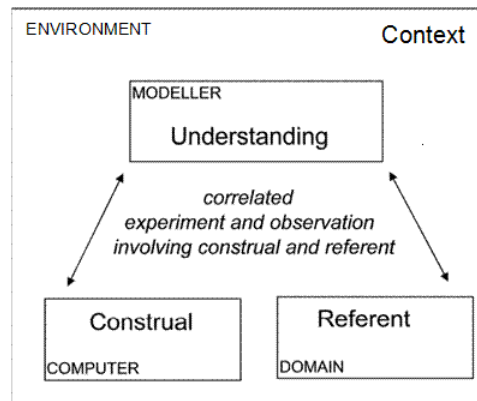 ENVIRONMENT
Context
MODELLER
Understanding
correlated
experiment and observation
involving construal and referent
Construal
COMPUTER
Referent
DOMAIN